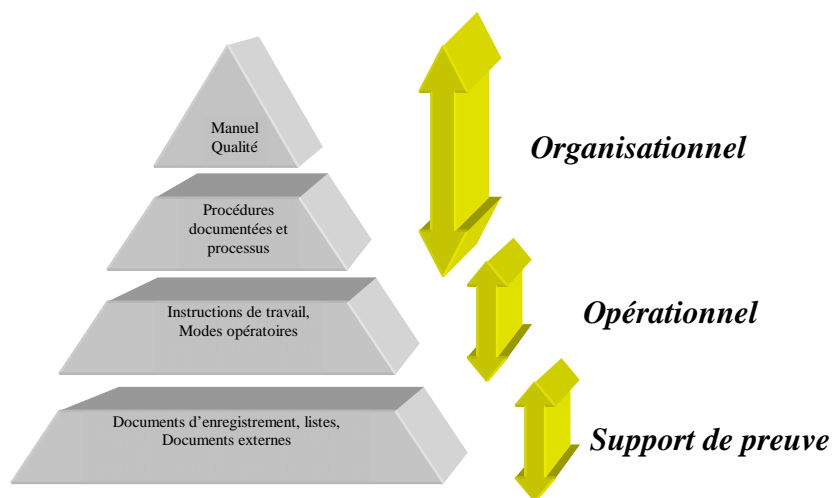 Manuel
Qualité
Organisationnel
Procédures
documentées et
processus
Instructions de travail,
Modes opératoires
Opérationnel
Documents d’enregistrement, listes,
Documents externes
Support de preuve